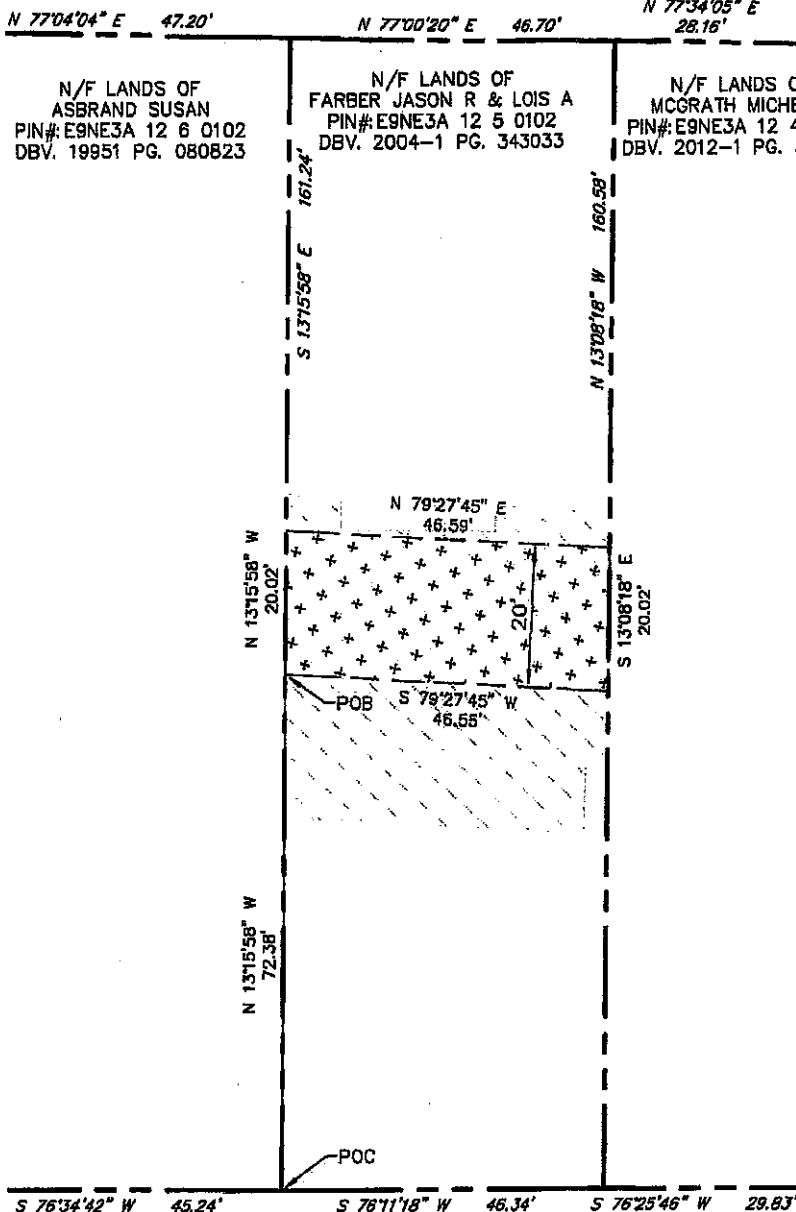 N 77°04'04" E 47.20'
N 77°00'20" E 46.70'
N 77°34'05" E
28.16'
N/F LANDS OF
ASBRAND SUSAN
PIN#: E9NE3A 12 6 0102
DBV. 19951 PG. 080823
N/F LANDS OF
FARBER JASON R & LOIS A
PIN#: E9NE3A 12 5 0102
DBV. 2004-1 PG. 343033
N/F LANDS
MCGRATH
PIN#: E9NE3A 12 4
DBV. 2012-1 PG.
S 13°15'58" E 161.24'
N 13°08'18" W 160.58'
N 79°27'45" E
46.59'
N 13°15'58" W
20.02'
20'
S 13°08'18" E
20.02'
POB
S 79°27'45" W
46.55'
N 13°15'58" W
72.38'
POC
S 76°34'42" W 45.24'
S 76°11'18" W 46.34'
S 76°25'46" W 29.83'